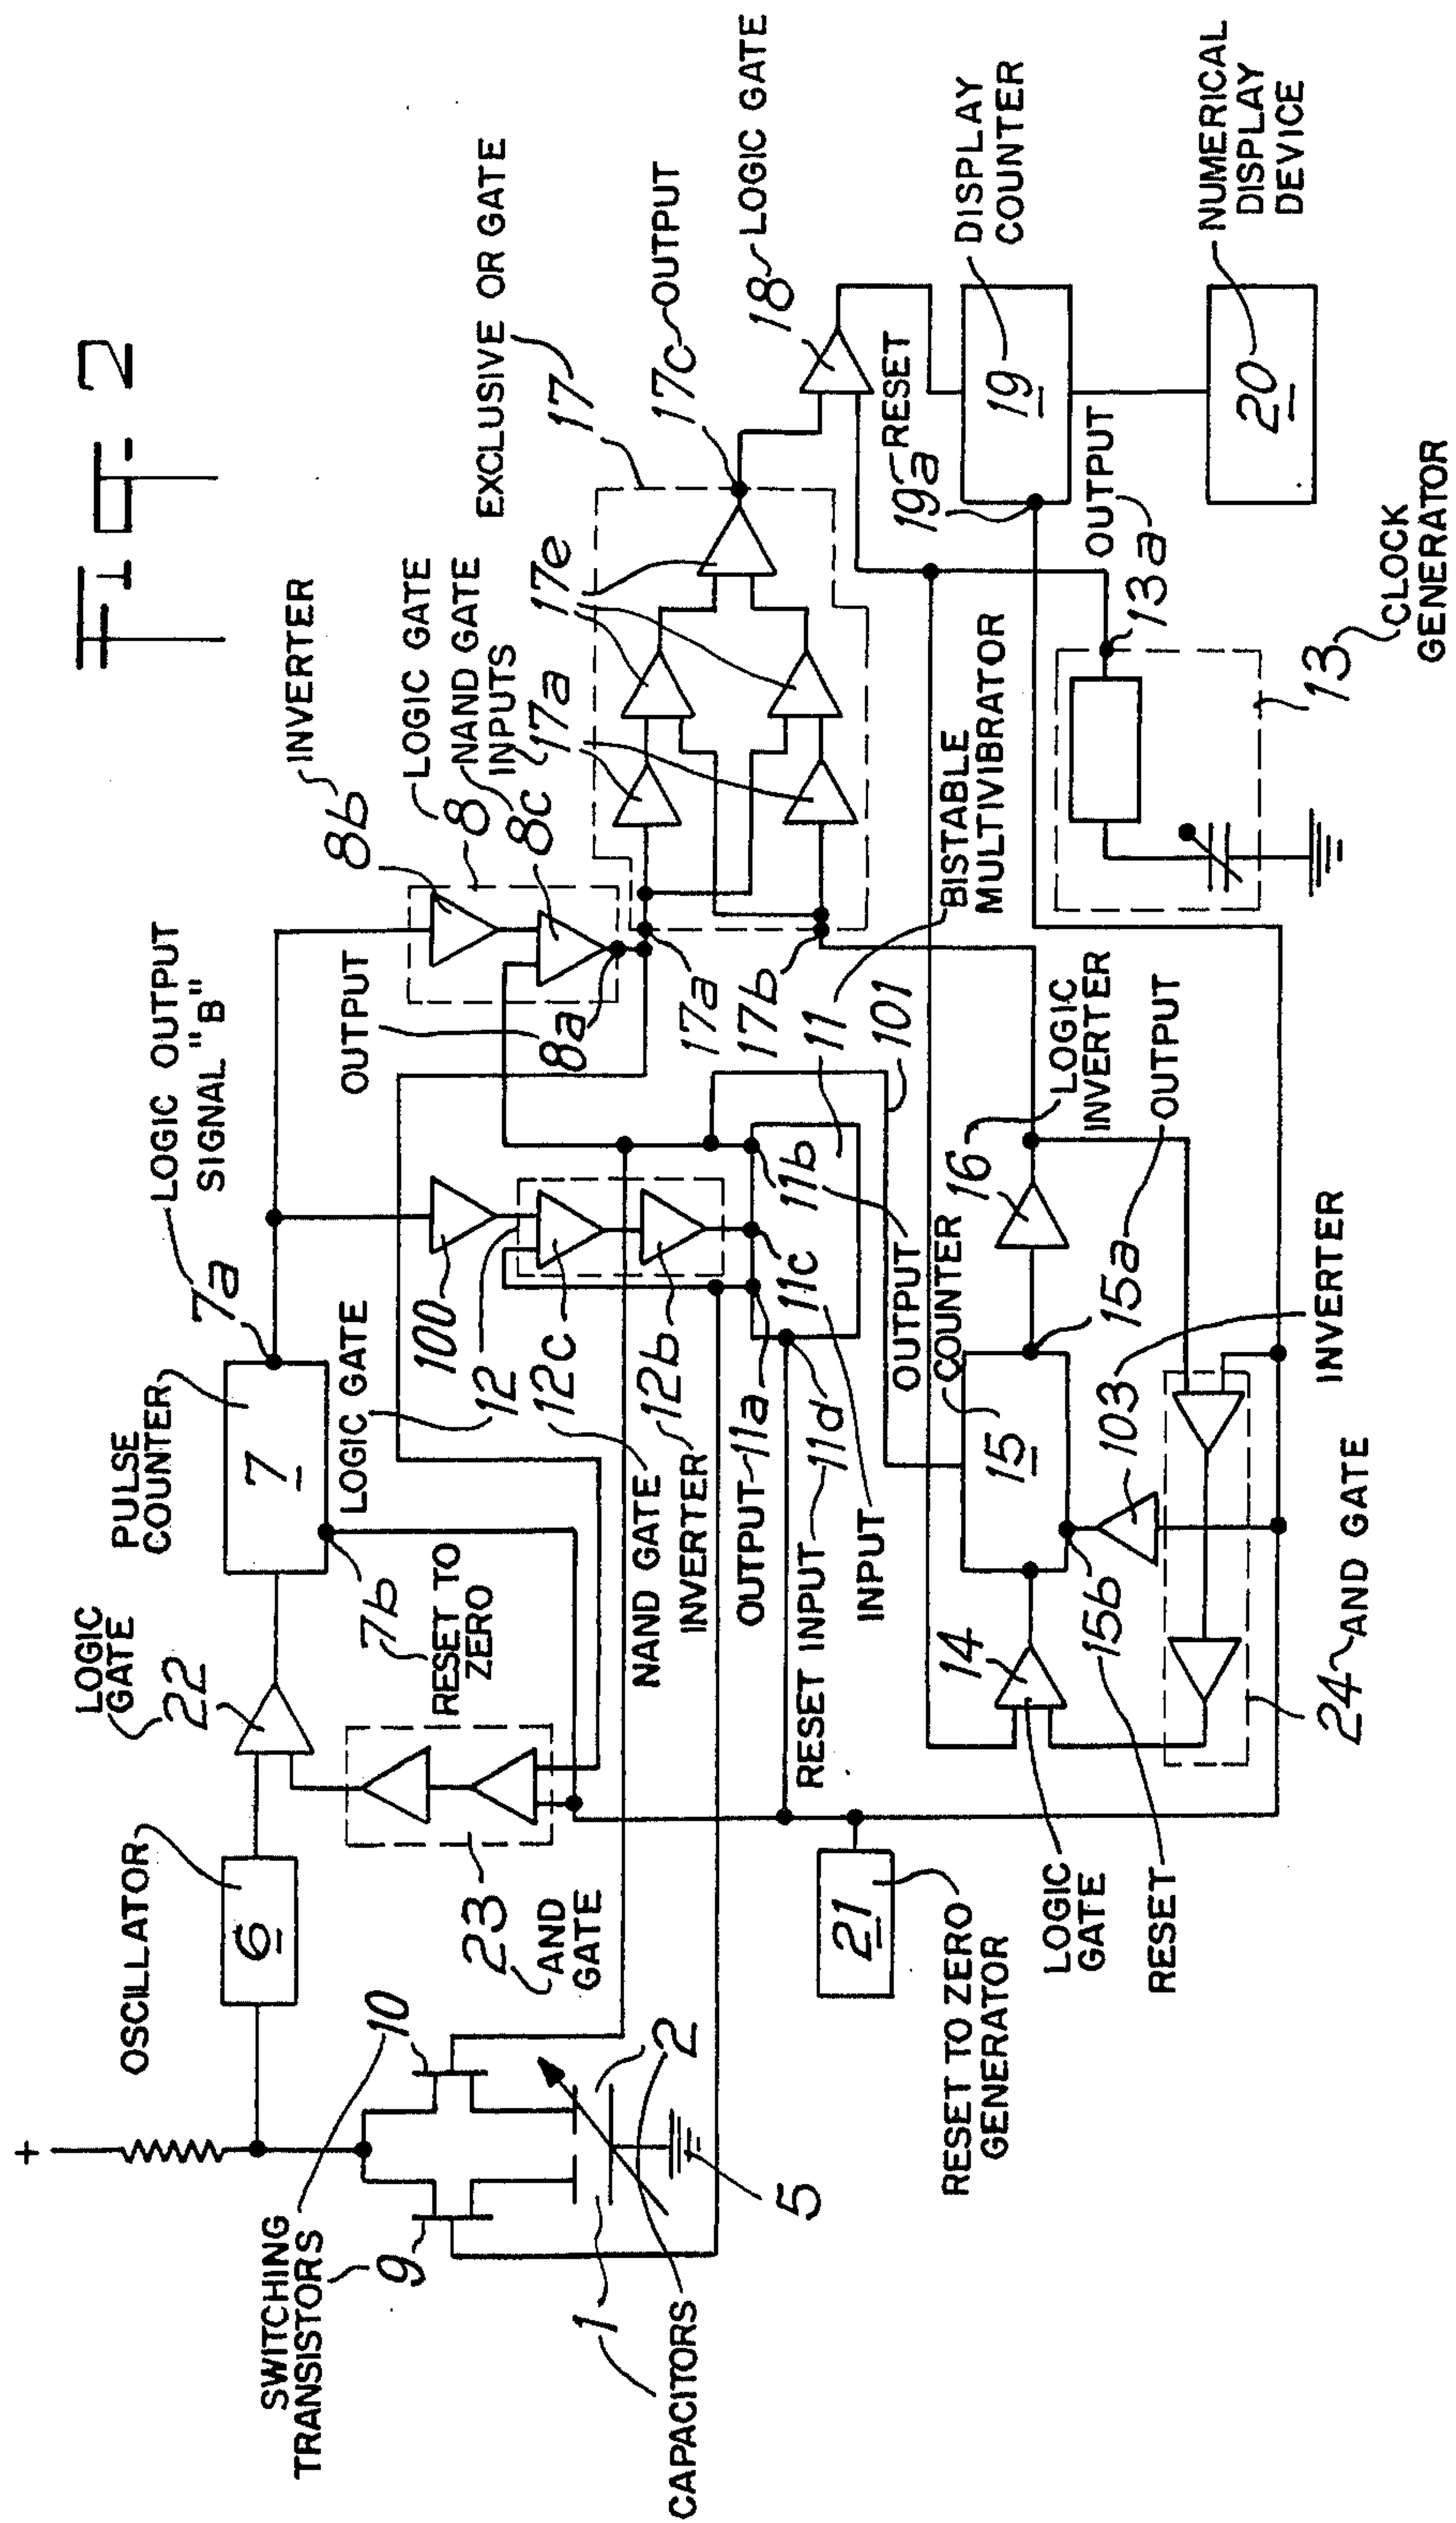 FIG-2
SWITCHING
TRANSISTORS
9
10
+
OSCILLATOR
6
LOGIC
GATE
22
PULSE
COUNTER
7
7a
LOGIC OUTPUT
SIGNAL "B"
7b
RESET TO
ZERO
23
AND
GATE
1
2
5
CAPACITORS
LOGIC GATE
12
100
12c
12b
NAND GATE
INVERTER
OUTPUT
8a
INVERTER
8b
LOGIC GATE
8
NAND GATE
INPUTS
8c
17a
17e
EXCLUSIVE OR GATE
17
17c
OUTPUT
18
LOGIC GATE
17a
17b
11
BISTABLE
MULTIVIBRATOR
101
OUTPUT
11a
11b
11c
11d
RESET INPUT
INPUT
OUTPUT
COUNTER
15
14
LOGIC
GATE
15b
RESET
103
INVERTER
15a
OUTPUT
16
LOGIC
INVERTER
24
AND GATE
21
RESET TO ZERO
GENERATOR
19a
RESET
19
DISPLAY
COUNTER
20
NUMERICAL
DISPLAY
DEVICE
OUTPUT
13a
13
CLOCK
GENERATOR